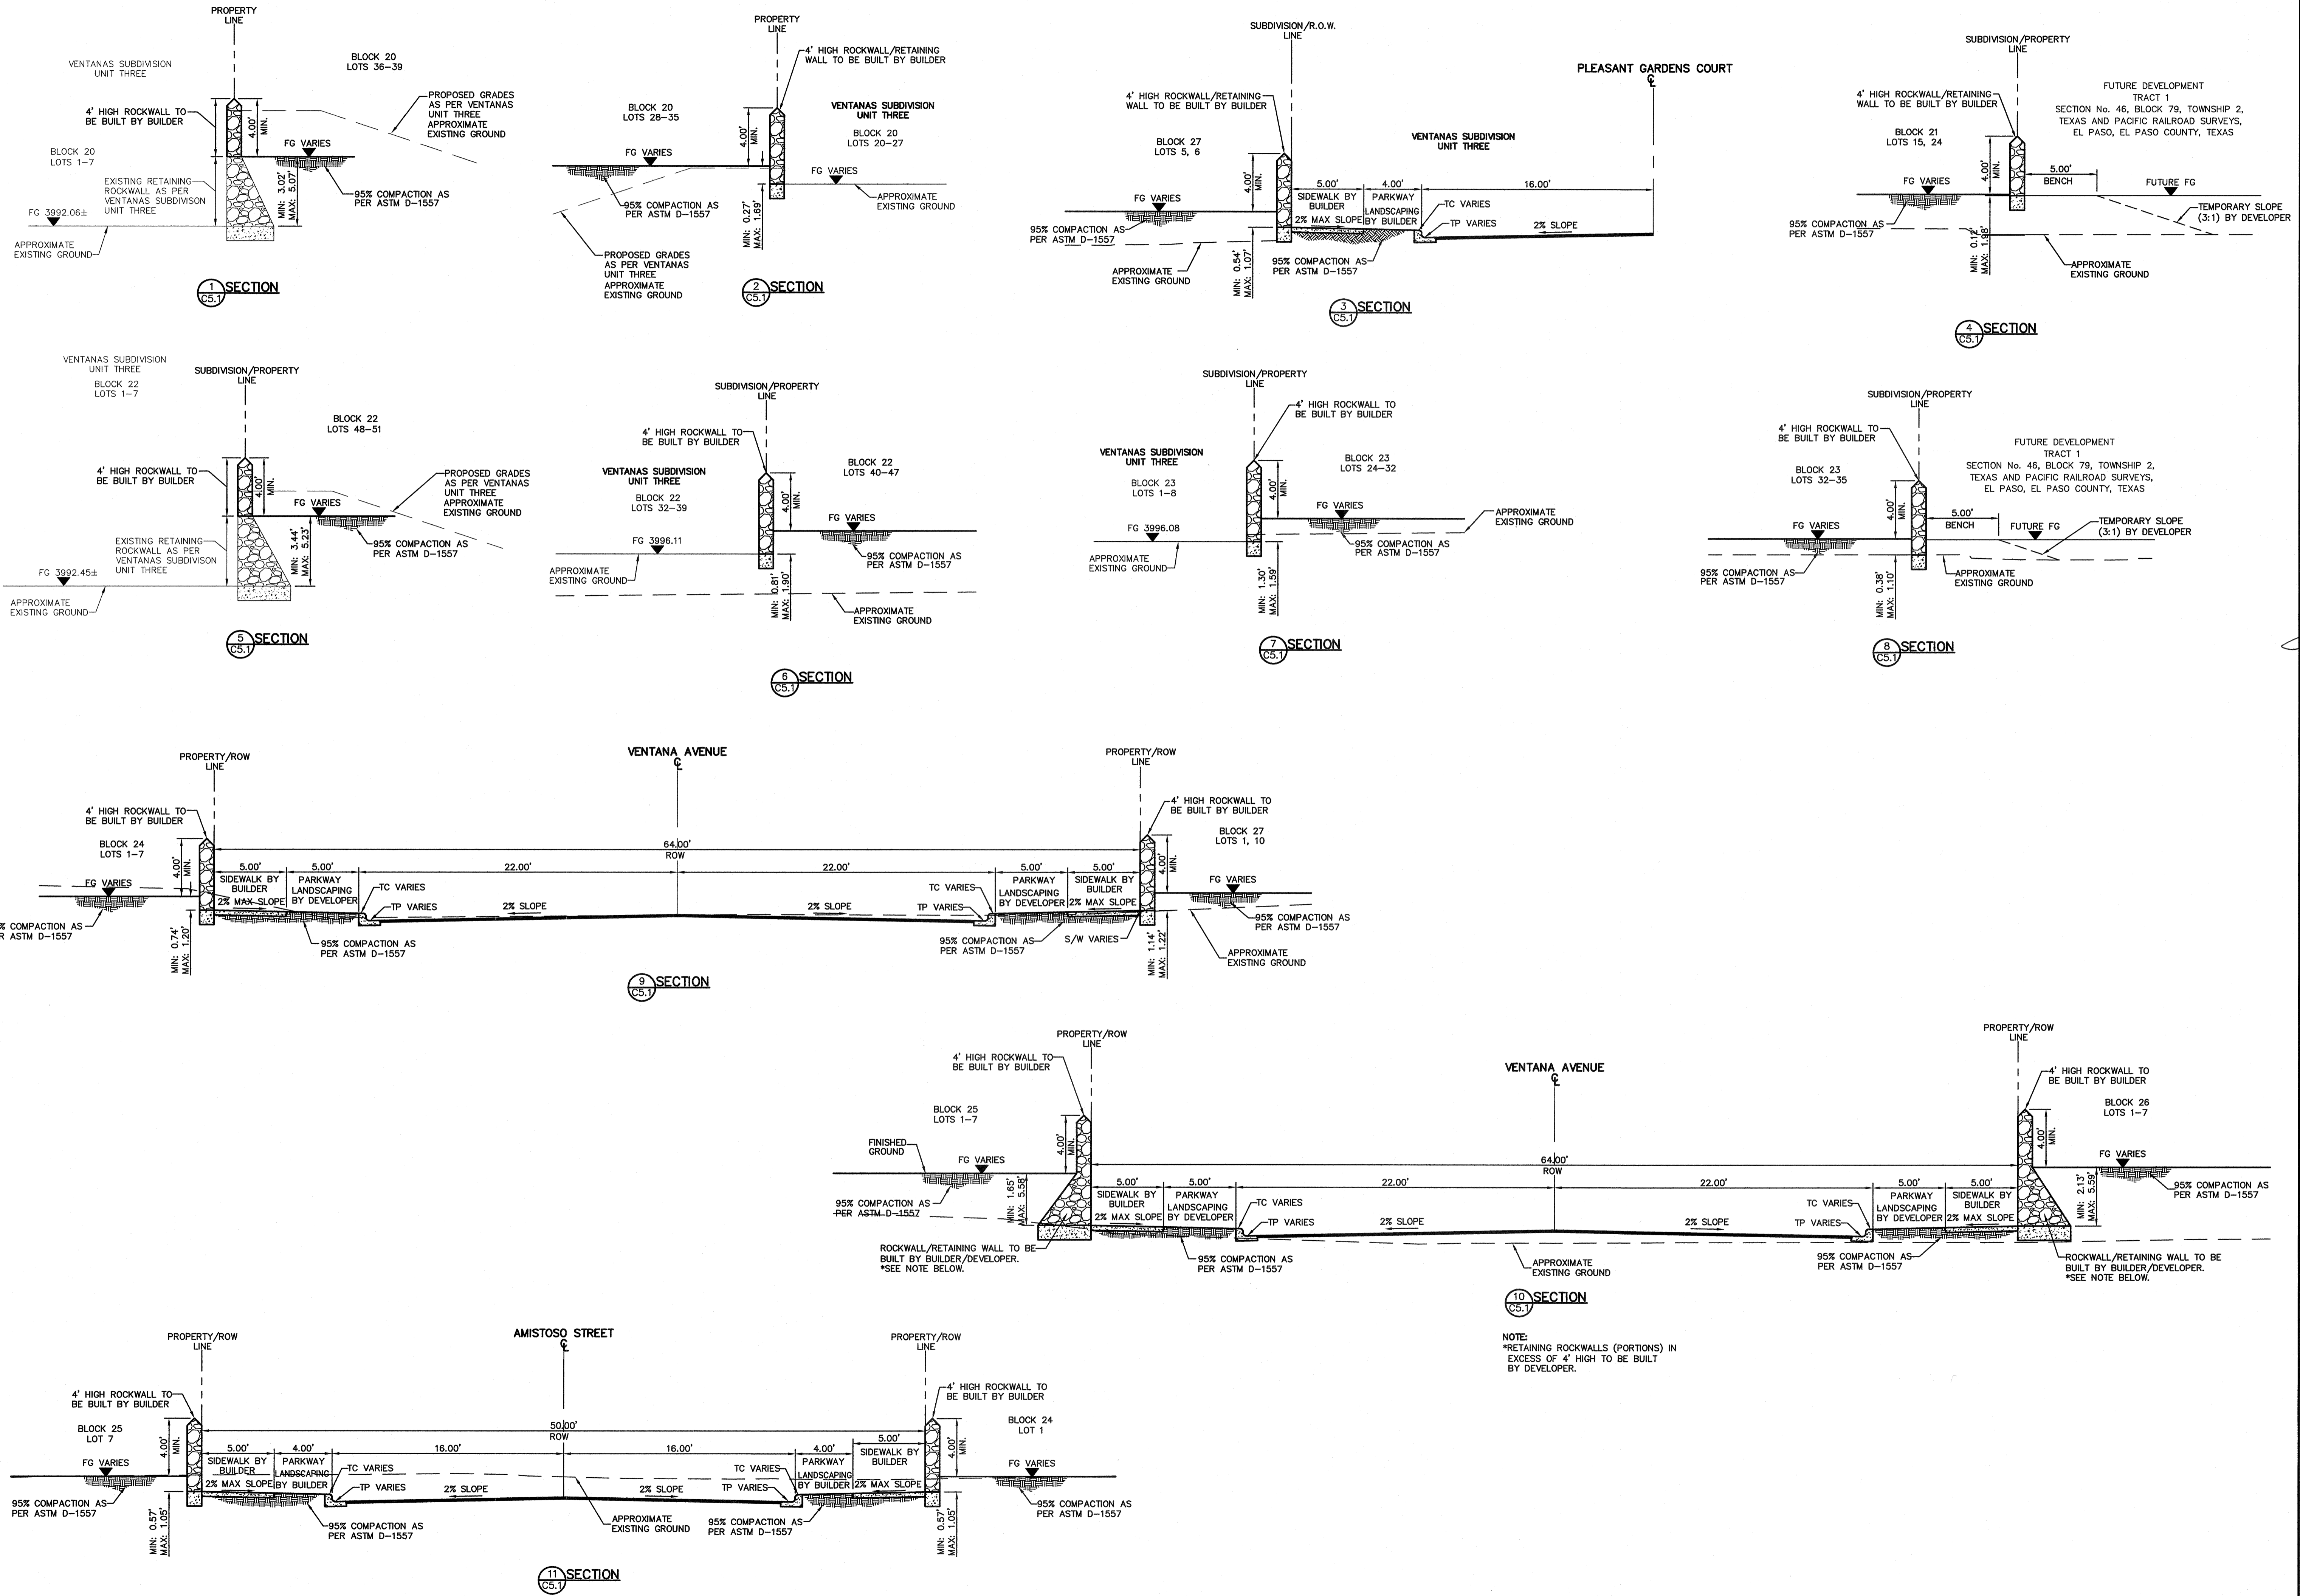 PROPERTY
LINE
VENTANAS SUBDIVISION
UNIT THREE
BLOCK 20
LOTS 36-39
4' HIGH ROCKWALL TO
BE BUILT BY BUILDER
4.00'
MIN.
PROPOSED GRADES
AS PER VENTANAS
UNIT THREE
APPROXIMATE
EXISTING GROUND
FG VARIES
BLOCK 20
LOTS 1-7
EXISTING RETAINING
ROCKWALL AS PER
VENTANAS SUBDIVISON
UNIT THREE
MIN: 3.02'
MAX: 5.07'
95% COMPACTION AS
PER ASTM D-1557
FG 3992.06±
APPROXIMATE
EXISTING GROUND
1
C5.1
SECTION
PROPERTY
LINE
4' HIGH ROCKWALL/RETAINING
WALL TO BE BUILT BY BUILDER
BLOCK 20
LOTS 28-35
4.00'
MIN.
VENTANAS SUBDIVISION
UNIT THREE
BLOCK 20
LOTS 20-27
FG VARIES
FG VARIES
95% COMPACTION AS
PER ASTM D-1557
APPROXIMATE
EXISTING GROUND
MIN: 0.27'
MAX: 1.69'
PROPOSED GRADES
AS PER VENTANAS
UNIT THREE
APPROXIMATE
EXISTING GROUND
2
C5.1
SECTION
SUBDIVISION/R.O.W.
LINE
PLEASANT GARDENS COURT
℄
4' HIGH ROCKWALL/RETAINING
WALL TO BE BUILT BY BUILDER
BLOCK 27
LOTS 5, 6
VENTANAS SUBDIVISION
UNIT THREE
4.00'
MIN.
5.00'
4.00'
16.00'
FG VARIES
SIDEWALK BY
BUILDER
2% MAX SLOPE
PARKWAY
LANDSCAPING
BY BUILDER
TC VARIES
TP VARIES
2% SLOPE
95% COMPACTION AS
PER ASTM D-1557
APPROXIMATE
EXISTING GROUND
MIN: 0.54'
MAX: 1.07'
95% COMPACTION AS
PER ASTM D-1557
3
C5.1
SECTION
SUBDIVISION/PROPERTY
LINE
4' HIGH ROCKWALL/RETAINING
WALL TO BE BUILT BY BUILDER
FUTURE DEVELOPMENT
TRACT 1
SECTION No. 46, BLOCK 79, TOWNSHIP 2,
TEXAS AND PACIFIC RAILROAD SURVEYS,
EL PASO, EL PASO COUNTY, TEXAS
BLOCK 21
LOTS 15, 24
4.00'
MIN.
5.00'
BENCH
FG VARIES
FUTURE FG
95% COMPACTION AS
PER ASTM D-1557
TEMPORARY SLOPE
(3:1) BY DEVELOPER
MAX: 1.98'
APPROXIMATE
EXISTING GROUND
4
C5.1
SECTION
VENTANAS SUBDIVISION
UNIT THREE
BLOCK 22
LOTS 1-7
SUBDIVISION/PROPERTY
LINE
BLOCK 22
LOTS 48-51
4' HIGH ROCKWALL TO
BE BUILT BY BUILDER
4.00'
MIN.
PROPOSED GRADES
AS PER VENTANAS
UNIT THREE
APPROXIMATE
EXISTING GROUND
FG VARIES
EXISTING RETAINING
ROCKWALL AS PER
VENTANAS SUBDIVISON
UNIT THREE
MIN: 3.44'
MAX: 5.23'
95% COMPACTION AS
PER ASTM D-1557
FG 3992.45±
APPROXIMATE
EXISTING GROUND
5
C5.1
SECTION
SUBDIVISION/PROPERTY
LINE
4' HIGH ROCKWALL TO
BE BUILT BY BUILDER
VENTANAS SUBDIVISION
UNIT THREE
BLOCK 22
LOTS 32-39
BLOCK 22
LOTS 40-47
4.00'
MIN.
FG VARIES
FG 3996.11
APPROXIMATE
EXISTING GROUND
95% COMPACTION AS
PER ASTM D-1557
MIN: 0.81'
MAX: 1.90'
APPROXIMATE
EXISTING GROUND
6
C5.1
SECTION
SUBDIVISION/PROPERTY
LINE
4' HIGH ROCKWALL TO
BE BUILT BY BUILDER
VENTANAS SUBDIVISION
UNIT THREE
BLOCK 23
LOTS 1-8
BLOCK 23
LOTS 24-32
4.00'
MIN.
FG VARIES
FG 3996.08
APPROXIMATE
EXISTING GROUND
APPROXIMATE
EXISTING GROUND
95% COMPACTION AS
PER ASTM D-1557
MIN: 1.30'
MAX: 1.59'
7
C5.1
SECTION
SUBDIVISION/PROPERTY
LINE
4' HIGH ROCKWALL TO
BE BUILT BY BUILDER
BLOCK 23
LOTS 32-35
FUTURE DEVELOPMENT
TRACT 1
SECTION No. 46, BLOCK 79, TOWNSHIP 2,
TEXAS AND PACIFIC RAILROAD SURVEYS,
EL PASO, EL PASO COUNTY, TEXAS
4.00'
MIN.
5.00'
BENCH
FG VARIES
FUTURE FG
TEMPORARY SLOPE
(3:1) BY DEVELOPER
95% COMPACTION AS
PER ASTM D-1557
APPROXIMATE
EXISTING GROUND
MIN: 0.38'
MAX: 1.10'
8
C5.1
SECTION
PROPERTY/ROW
LINE
VENTANA AVENUE
℄
PROPERTY/ROW
LINE
4' HIGH ROCKWALL TO
BE BUILT BY BUILDER
4' HIGH ROCKWALL TO
BE BUILT BY BUILDER
BLOCK 24
LOTS 1-7
BLOCK 27
LOTS 1, 10
4.00'
MIN.
64.00'
ROW
4.00'
MIN.
5.00'
5.00'
22.00'
22.00'
5.00'
5.00'
FG VARIES
SIDEWALK BY
BUILDER
2% MAX SLOPE
PARKWAY
LANDSCAPING
BY DEVELOPER
TC VARIES
TP VARIES
2% SLOPE
2% SLOPE
TC VARIES
TP VARIES
PARKWAY
LANDSCAPING
BY DEVELOPER
SIDEWALK BY
BUILDER
2% MAX SLOPE
FG VARIES
% COMPACTION AS
R ASTM D-1557
MIN: 0.74'
MAX: 1.20'
95% COMPACTION AS
PER ASTM D-1557
95% COMPACTION AS
PER ASTM D-1557
S/W VARIES
MIN: 1.14'
MAX: 1.22'
95% COMPACTION AS
PER ASTM D-1557
APPROXIMATE
EXISTING GROUND
9
C5.1
SECTION
PROPERTY/ROW
LINE
VENTANA AVENUE
℄
PROPERTY/ROW
LINE
4' HIGH ROCKWALL TO
BE BUILT BY BUILDER
4' HIGH ROCKWALL TO
BE BUILT BY BUILDER
BLOCK 25
LOTS 1-7
BLOCK 26
LOTS 1-7
FINISHED
GROUND
FG VARIES
4.00'
MIN.
64.00'
ROW
4.00'
MIN.
FG VARIES
5.00'
5.00'
22.00'
22.00'
5.00'
5.00'
95% COMPACTION AS
PER ASTM D-1557
MIN: 1.65'
MAX: 5.58'
SIDEWALK BY
BUILDER
2% MAX SLOPE
PARKWAY
LANDSCAPING
BY DEVELOPER
TC VARIES
TP VARIES
2% SLOPE
2% SLOPE
TC VARIES
TP VARIES
PARKWAY
LANDSCAPING
BY DEVELOPER
SIDEWALK BY
BUILDER
2% MAX SLOPE
MIN: 2.13'
MAX: 5.59'
95% COMPACTION AS
PER ASTM D-1557
ROCKWALL/RETAINING WALL TO BE
BUILT BY BUILDER/DEVELOPER.
*SEE NOTE BELOW.
95% COMPACTION AS
PER ASTM D-1557
APPROXIMATE
EXISTING GROUND
95% COMPACTION AS
PER ASTM D-1557
ROCKWALL/RETAINING WALL TO BE
BUILT BY BUILDER/DEVELOPER.
*SEE NOTE BELOW.
10
C5.1
SECTION
NOTE:
*RETAINING ROCKWALLS (PORTIONS) IN
EXCESS OF 4' HIGH TO BE BUILT
BY DEVELOPER.
PROPERTY/ROW
LINE
AMISTOSO STREET
℄
PROPERTY/ROW
LINE
4' HIGH ROCKWALL TO
BE BUILT BY BUILDER
4' HIGH ROCKWALL TO
BE BUILT BY BUILDER
BLOCK 25
LOT 7
BLOCK 24
LOT 1
4.00'
MIN.
50.00'
ROW
4.00'
MIN.
5.00'
4.00'
16.00'
16.00'
4.00'
5.00'
FG VARIES
SIDEWALK BY
BUILDER
2% MAX SLOPE
PARKWAY
LANDSCAPING
BY BUILDER
TC VARIES
TP VARIES
2% SLOPE
2% SLOPE
TC VARIES
TP VARIES
PARKWAY
LANDSCAPING
BY BUILDER
SIDEWALK BY
BUILDER
2% MAX SLOPE
FG VARIES
95% COMPACTION AS
PER ASTM D-1557
MIN: 0.57'
MAX: 1.05'
95% COMPACTION AS
PER ASTM D-1557
APPROXIMATE
EXISTING GROUND
95% COMPACTION AS
PER ASTM D-1557
MIN: 0.57'
MAX: 1.05'
95% COMPACTION AS
PER ASTM D-1557
11
C5.1
SECTION